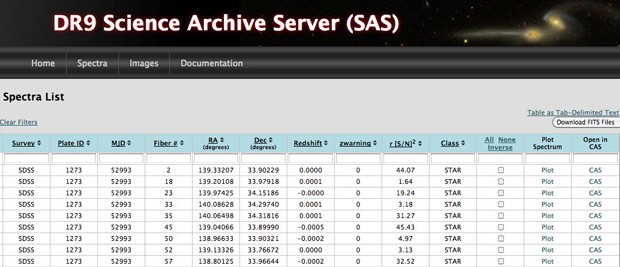 DR9 Science Archive Server (SAS)
Home Spectra Images Documentation
Spectra List
Table as Tab-Delimited Text
Clear Filters Download FITS Files
Survey Plate ID MJD Fiber # RA (degrees) Dec (degrees) Redshift zwarning r [S/N]² Class All None Inverse Plot Spectrum Open in CAS
SDSS 1273 52993 2 139.33207 33.90229 0.0000 0 44.07 STAR Plot CAS
SDSS 1273 52993 18 139.20108 33.97918 0.0001 0 1.64 STAR Plot CAS
SDSS 1273 52993 23 139.97425 34.15186 -0.0000 0 19.24 STAR Plot CAS
SDSS 1273 52993 33 140.08628 34.29740 0.0001 0 3.18 STAR Plot CAS
SDSS 1273 52993 35 140.06498 34.31816 0.0001 0 31.27 STAR Plot CAS
SDSS 1273 52993 45 139.04066 33.89990 -0.0005 0 45.43 STAR Plot CAS
SDSS 1273 52993 50 138.96633 33.90321 -0.0002 0 4.97 STAR Plot CAS
SDSS 1273 52993 52 139.13326 33.76672 0.0000 0 3.13 STAR Plot CAS
SDSS 1273 52993 57 138.80125 33.96644 -0.0002 0 32.52 STAR Plot CAS